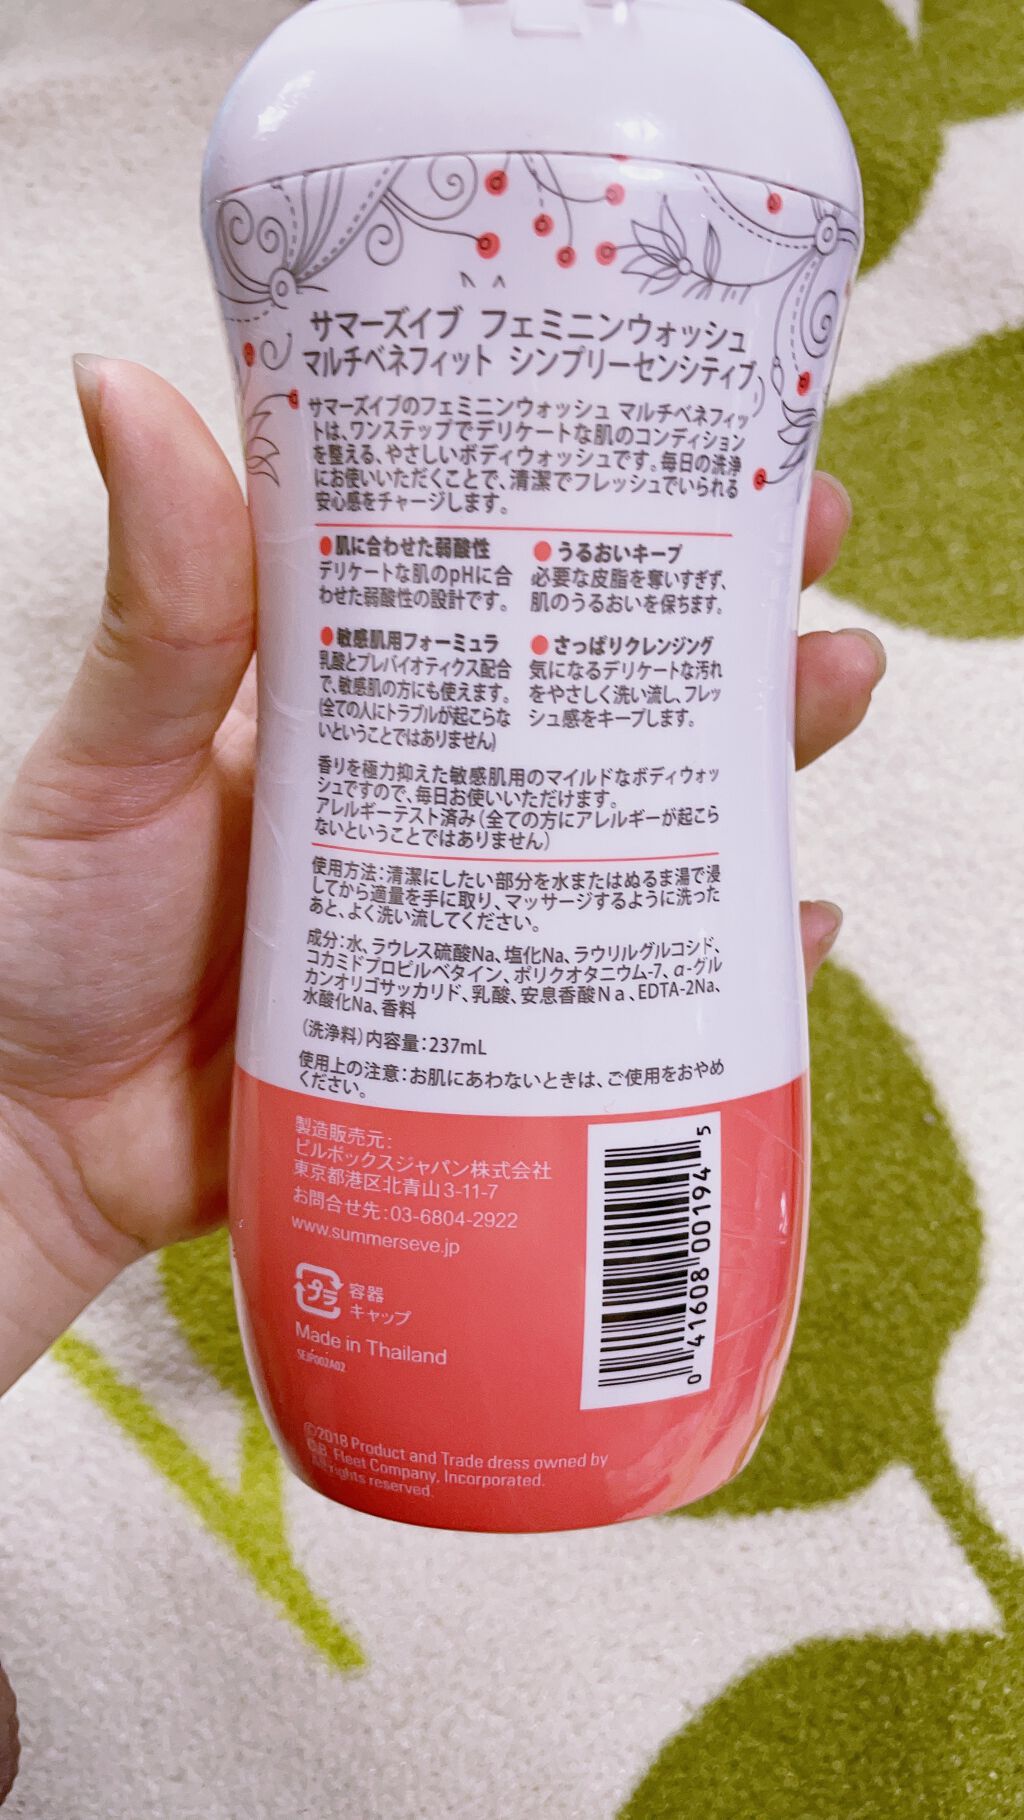 サマーズイブ フェミニンウォッシュ
マルチベネフィット シンプリーセンシティブ
サマーズイブのフェミニンウォッシュ マルチベネフィッ
トは、ワンステップでデリケートな肌のコンディション
を整える、やさしいボディウォッシュです。毎日の洗浄
にお使いいただくことで、清潔でフレッシュでいられる
安心感をチャージします。
●肌に合わせた弱酸性
デリケートな肌のpHに合
わせた弱酸性の設計です。
●うるおいキープ
必要な皮脂を奪いすぎず、
肌のうるおいを保ちます。
●敏感肌用フォーミュラ
乳酸とプレバイオティクス配合
で、敏感肌の方にも使えます。
(全ての人にトラブルが起こらな
いということではありません)
●さっぱりクレンジング
気になるデリケートな汚れ
をやさしく洗い流し、フレッ
シュ感をキープします。
香りを極力抑えた敏感肌用のマイルドなボディウォッ
シュですので、毎日お使いいただけます。
アレルギーテスト済み(全ての方にアレルギーが起こら
ないということではありません)
使用方法：清潔にしたい部分を水またはぬるま湯で浸
してから適量を手に取り、マッサージするように洗った
あと、よく洗い流してください。
成分：水、ラウレス硫酸Na、塩化Na、ラウリルグルコシド、
コカミドプロピルベタイン、ポリクオタニウム-7、α-グル
カンオリゴサッカリド、乳酸、安息香酸Ｎａ、EDTA-2Na、
水酸化Na、香料
(洗浄料)内容量：237mL
使用上の注意：お肌にあわないときは、ご使用をおやめ
ください。
製造販売元：
ピルボックスジャパン株式会社
東京都港区北青山3-11-7
お問合せ先：03-6804-2922
www.summerseve.jp
プラ
容器
キャップ
Made in Thailand
SEJP002A02
0 41608 00194 5
©2018 Product and Trade dress owned by
C.B. Fleet Company, Incorporated.
All rights reserved.